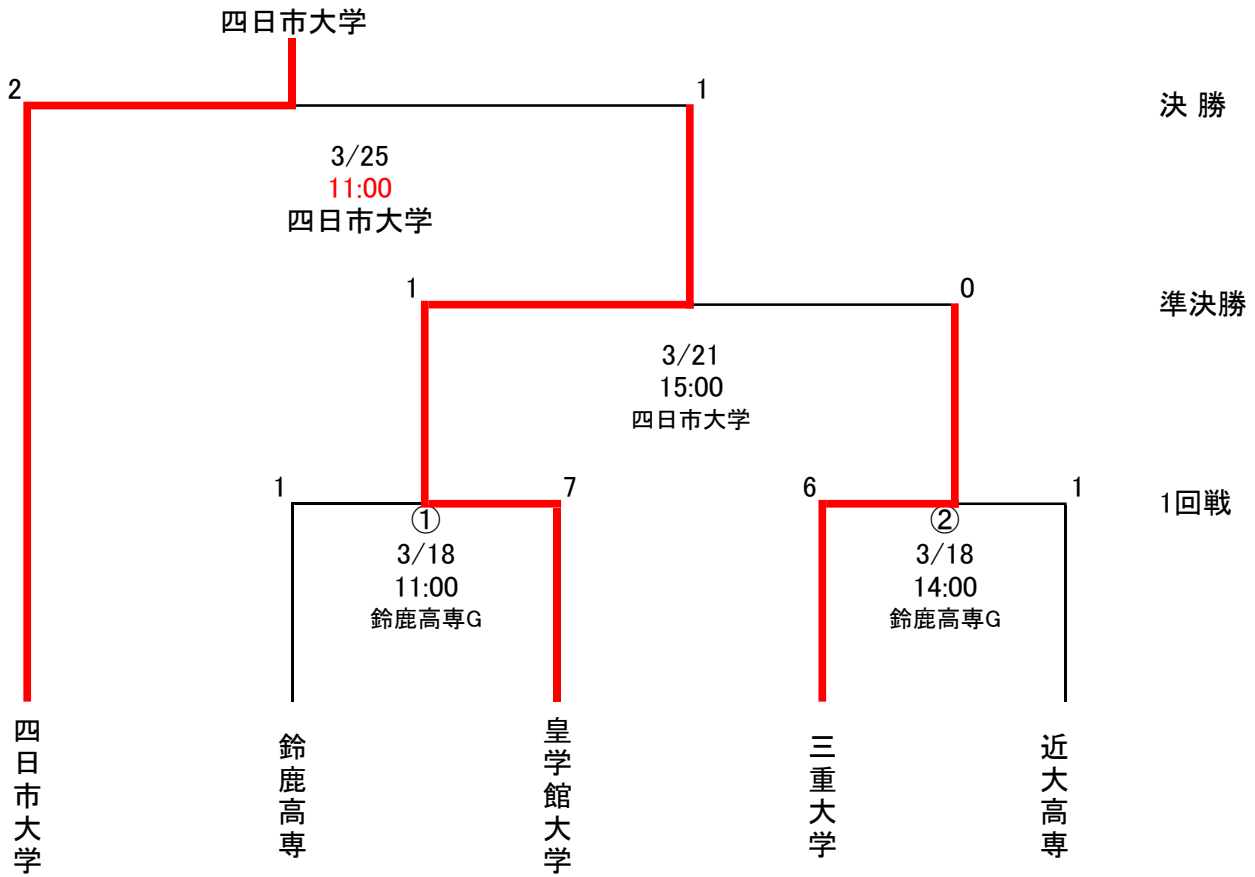 四日市大学
2
1
決 勝
3/25
11:00
四日市大学
1
0
準決勝
3/21
15:00
四日市大学
1
7
6
1
1回戦
①
3/18
11:00
鈴鹿高専G
②
3/18
14:00
鈴鹿高専G
四日市大学
鈴鹿高専
皇学館大学
三重大学
近大高専